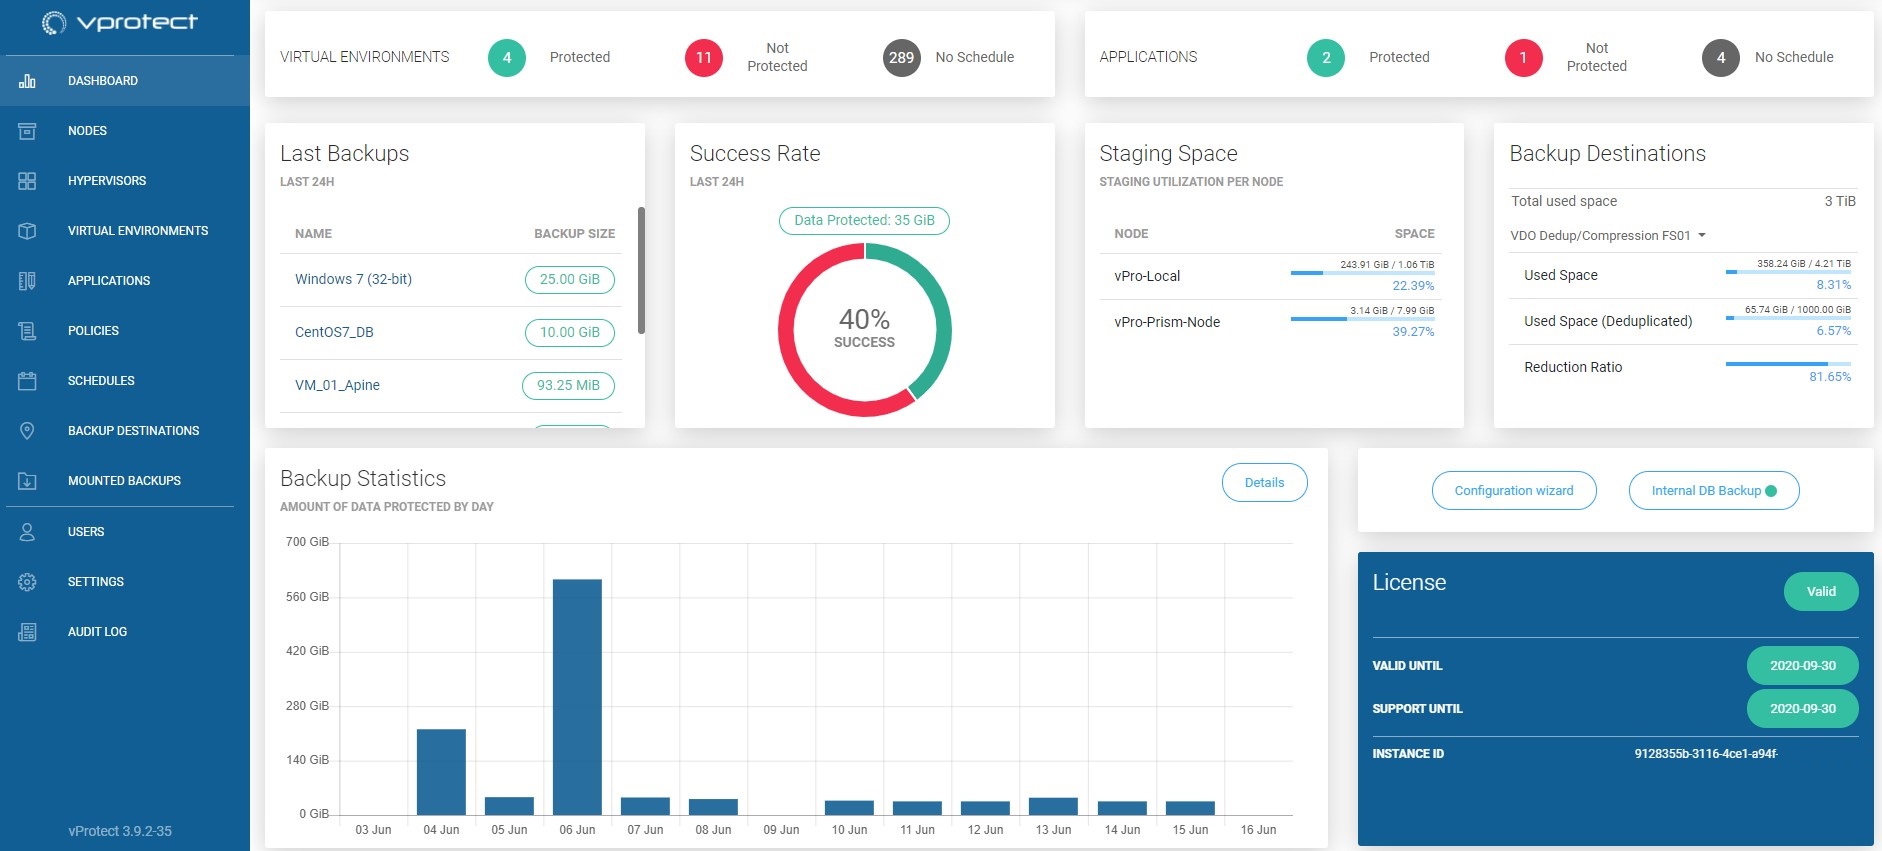 vprotect
DASHBOARD
NODES
HYPERVISORS
VIRTUAL ENVIRONMENTS
APPLICATIONS
POLICIES
SCHEDULES
BACKUP DESTINATIONS
MOUNTED BACKUPS
USERS
SETTINGS
AUDIT LOG
vProtect 3.9.2-35
VIRTUAL ENVIRONMENTS 4 Protected 11 Not Protected 289 No Schedule
APPLICATIONS 2 Protected 1 Not Protected 4 No Schedule
Last Backups
LAST 24H
NAME BACKUP SIZE
Windows 7 (32-bit) 25.00 GiB
CentOS7_DB 10.00 GiB
VM_01_Apine 93.25 MiB
Success Rate
LAST 24H
Data Protected: 35 GiB
40%
SUCCESS
Staging Space
STAGING UTILIZATION PER NODE
NODE SPACE
243.91 GiB / 1.06 TiB
vPro-Local
22.39%
3.14 GiB / 7.99 GiB
vPro-Prism-Node
39.27%
Backup Destinations
Total used space 3 TiB
VDO Dedup/Compression FS01
358.24 GiB / 4.21 TiB
Used Space
8.31%
65.74 GiB / 1000.00 GiB
Used Space (Deduplicated)
6.57%
Reduction Ratio
81.65%
Backup Statistics
Details
AMOUNT OF DATA PROTECTED BY DAY
700 GiB
560 GiB
420 GiB
280 GiB
140 GiB
0 GiB
03 Jun 04 Jun 05 Jun 06 Jun 07 Jun 08 Jun 09 Jun 10 Jun 11 Jun 12 Jun 13 Jun 14 Jun 15 Jun 16 Jun
Configuration wizard Internal DB Backup
License Valid
VALID UNTIL 2020-09-30
SUPPORT UNTIL 2020-09-30
INSTANCE ID 9128355b-3116-4ce1-a94f-